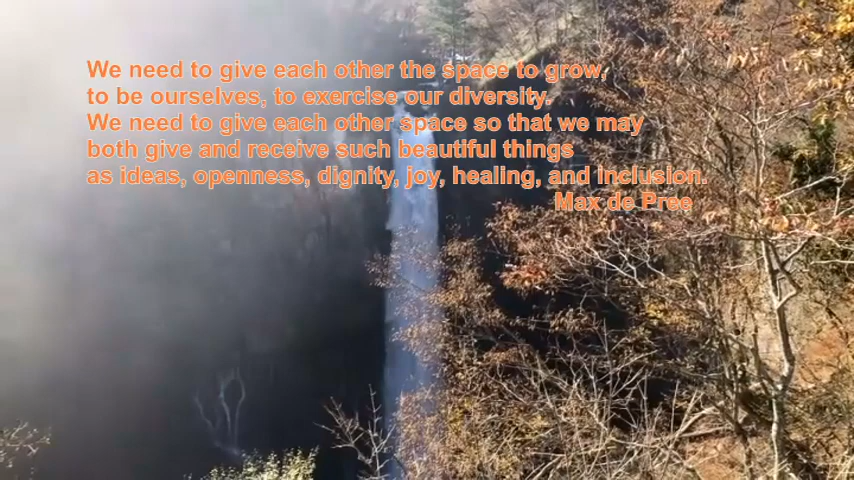 We need to give each other the space to grow,
to be ourselves, to exercise our diversity.
We need to give each other space so that we may
both give and receive such beautiful things
as ideas, openness, dignity, joy, healing, and inclusion.
Max de Pree